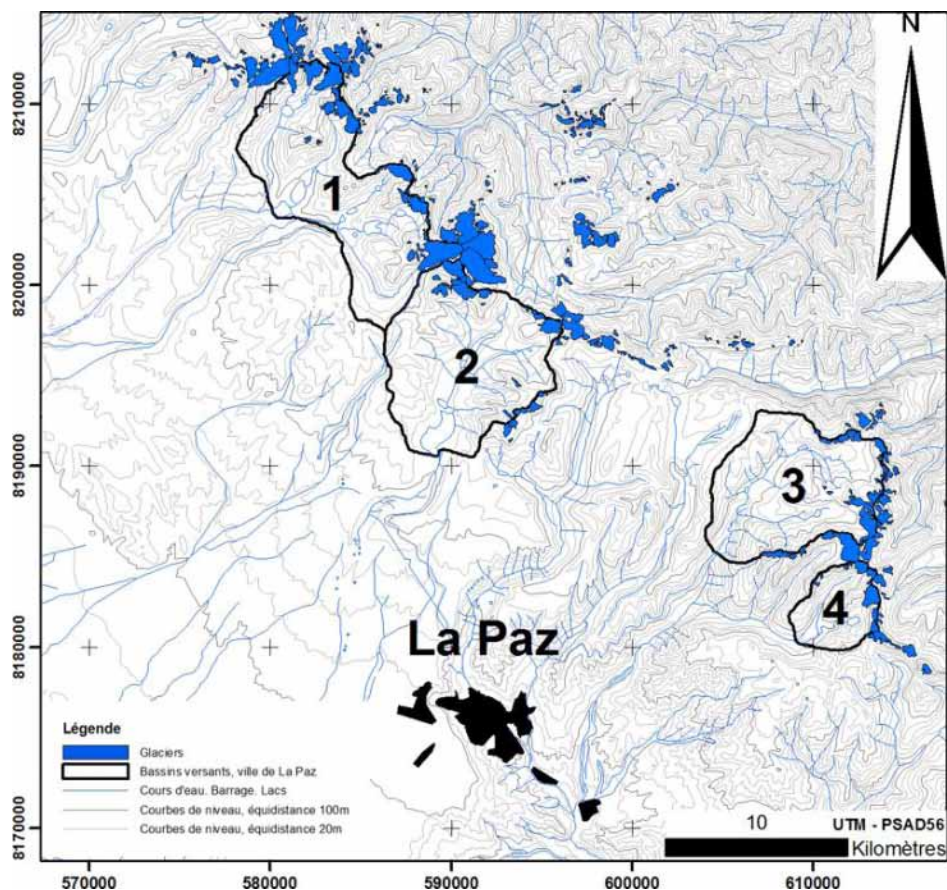 N
8210000
1
8200000
2
8190000
3
4
La Paz
8180000
Légende
Glaciers
Bassins versants, ville de La Paz
Cours d'eau. Barrage. Lacs
Courbes de niveau, équidistance 100m
Courbes de niveau, équidistance 20m
8170000
10
UTM - PSAD56
Kilomètres
570000
580000
590000
600000
610000